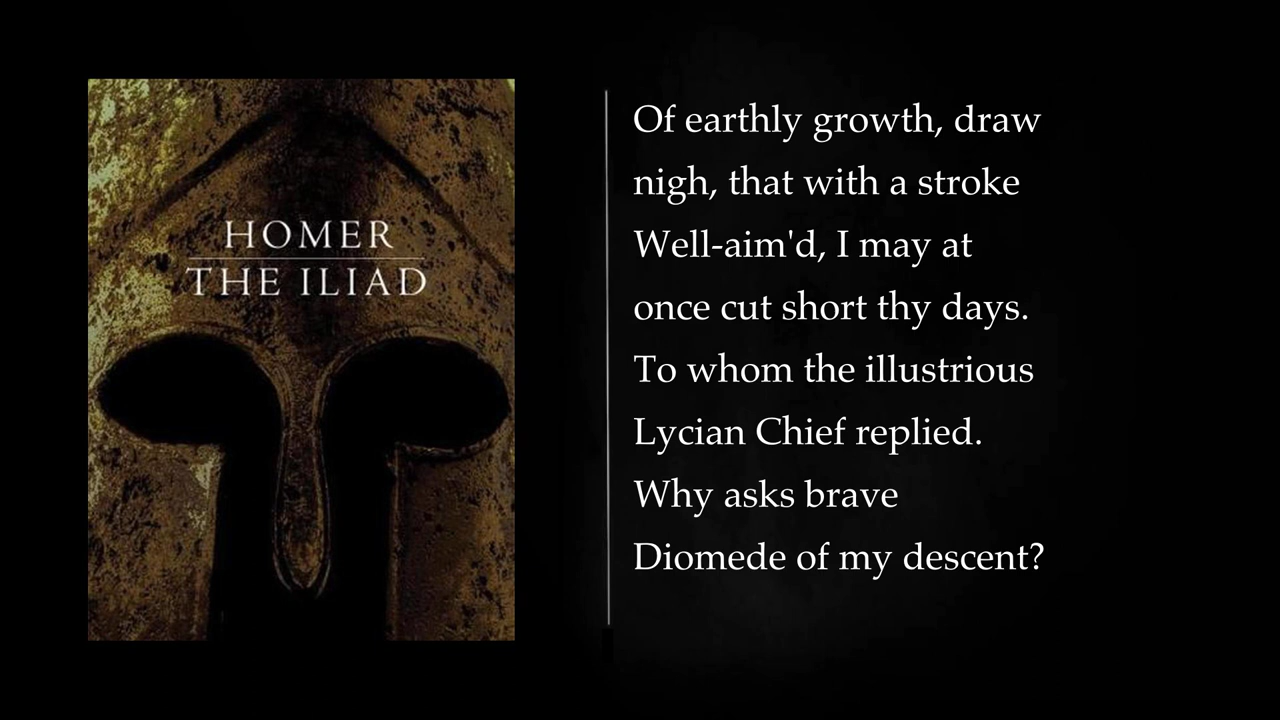 HOMER
THE ILIAD
Of earthly growth, draw
nigh, that with a stroke
Well-aim'd, I may at
once cut short thy days.
To whom the illustrious
Lycian Chief replied.
Why asks brave
Diomede of my descent?